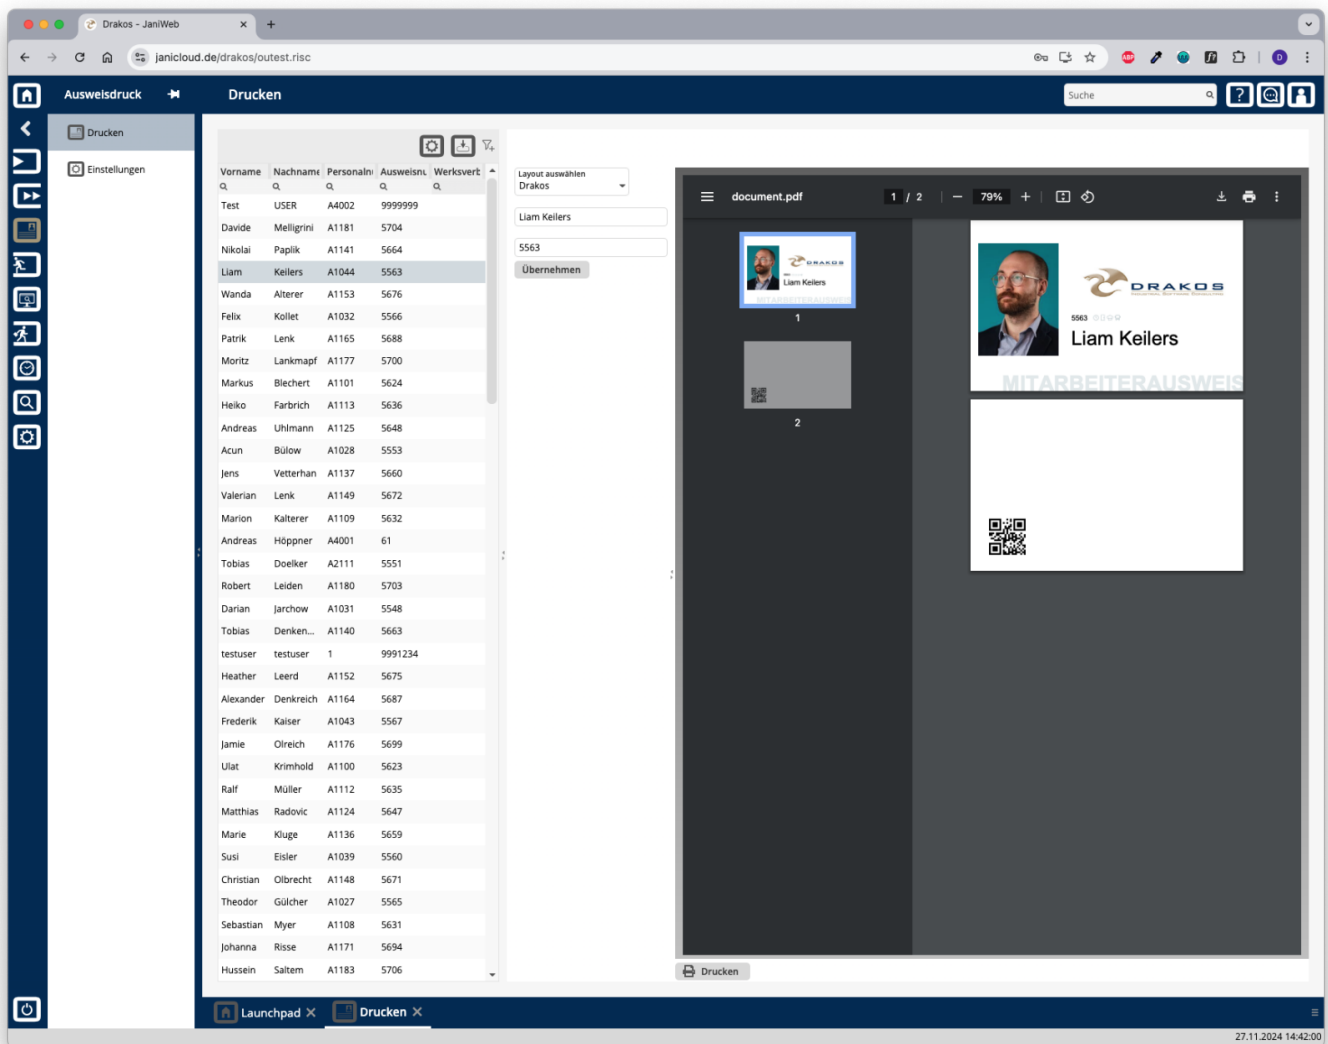 Drakos - JaniWeb
janicloud.de/drakos/outest.risc
ABP
D
Ausweisdruck
Drucken
Suche
?
Drucken
Einstellungen
Vorname Nachname Personalnu Ausweisnu Werksvert
Test USER A4002 9999999
Davide Melligrini A1181 5704
Nikolai Paplik A1141 5664
Liam Keilers A1044 5563
Wanda Alterer A1153 5676
Felix Kollet A1032 5566
Patrik Lenk A1165 5688
Moritz Lankmapf A1177 5700
Markus Blechert A1101 5624
Heiko Farbrich A1113 5636
Andreas Uhlmann A1125 5648
Acun Bülow A1028 5553
Jens Vetterhan A1137 5660
Valerian Lenk A1149 5672
Marion Kalterer A1109 5632
Andreas Höppner A4001 61
Tobias Doelker A2111 5551
Robert Leiden A1180 5703
Darian Jarchow A1031 5548
Tobias Denken... A1140 5663
testuser testuser 1 9991234
Heather Leerd A1152 5675
Alexander Denkreich A1164 5687
Frederik Kaiser A1043 5567
Jamie Olreich A1176 5699
Ulat Krimhold A1100 5623
Ralf Müller A1112 5635
Matthias Radovic A1124 5647
Marie Kluge A1136 5659
Susi Eisler A1039 5560
Christian Olbrecht A1148 5671
Theodor Gülcher A1027 5565
Sebastian Myer A1108 5631
Johanna Risse A1171 5694
Hussein Saltem A1183 5706
Layout auswählen
Drakos
Liam Keilers
5563
Übernehmen
document.pdf
1 / 2
79%
DRAKOS
Liam Keilers
MITARBEITERAUSWEIS
1
2
DRAKOS
5563
Liam Keilers
MITARBEITERAUSWEIS
Drucken
Launchpad
Drucken
27.11.2024 14:42:00